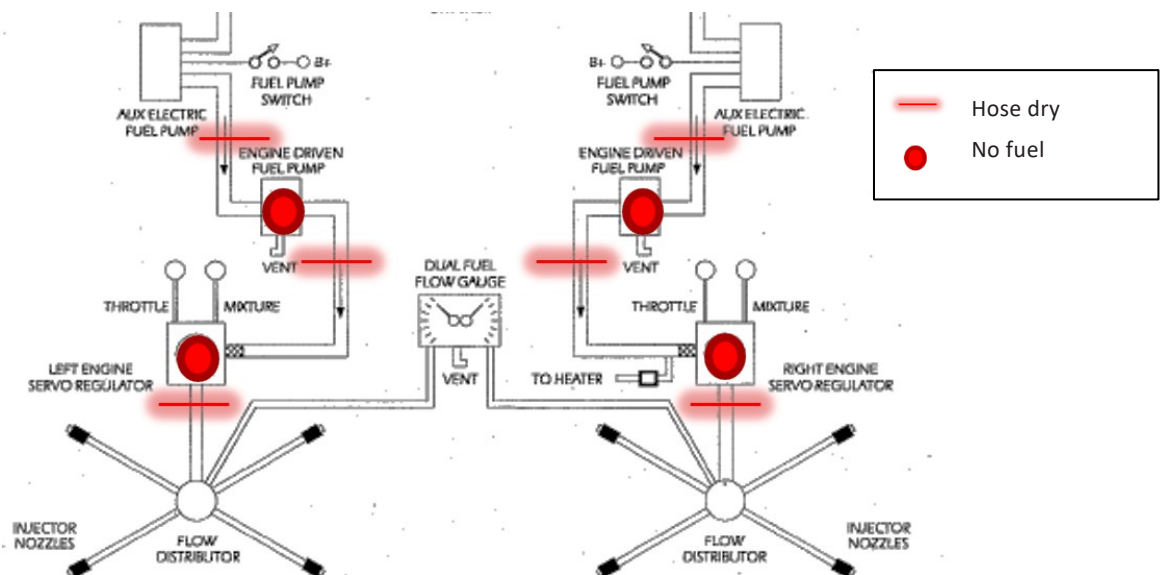 B+
FUEL PUMP
SWITCH
AUX ELECTRIC
FUEL PUMP
B+
FUEL PUMP
SWITCH
AUX ELECTRIC
FUEL PUMP
Hose dry
No fuel
ENGINE DRIVEN
FUEL PUMP
ENGINE DRIVEN
FUEL PUMP
VENT
DUAL FUEL
FLOW GAUGE
VENT
THROTTLE
MIXTURE
THROTTLE
MIXTURE
LEFT ENGINE
SERVO REGULATOR
VENT
TO HEATER
RIGHT ENGINE
SERVO REGULATOR
INJECTOR
NOZZLES
FLOW
DISTRIBUTOR
FLOW
DISTRIBUTOR
INJECTOR
NOZZLES